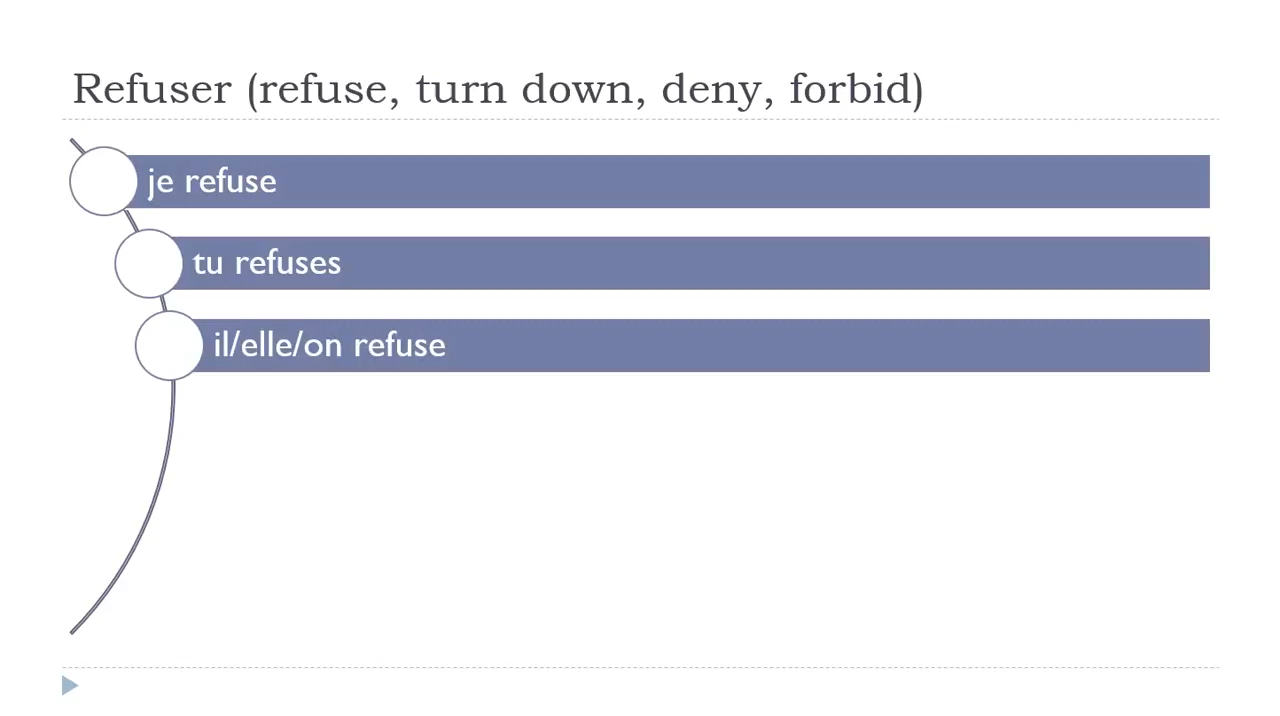 Refuser (refuse, turn down, deny, forbid)
je refuse
tu refuses
il/elle/on refuse